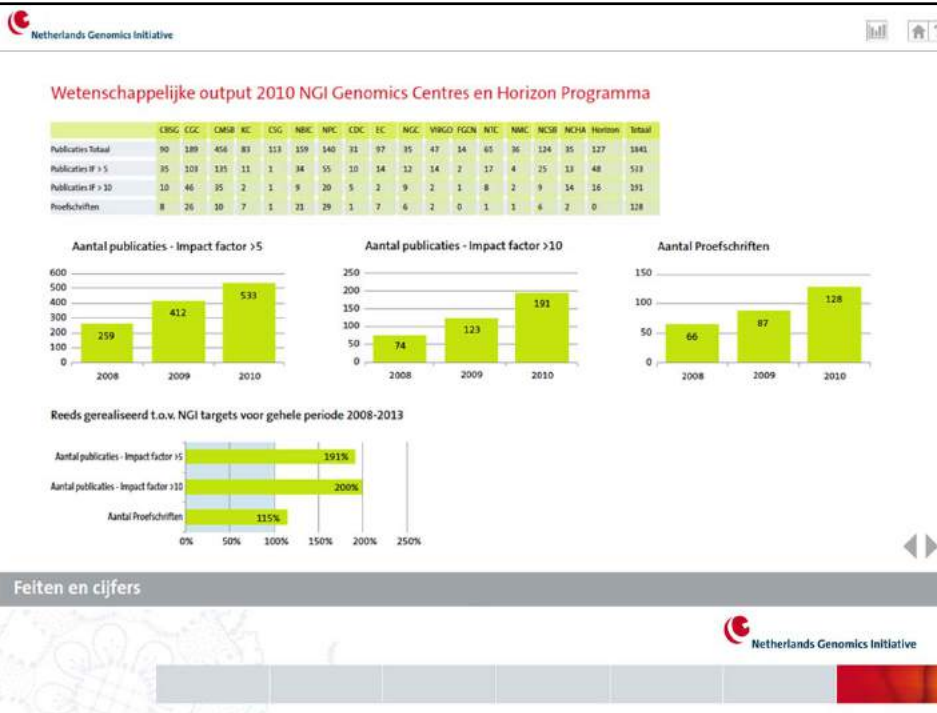 Netherlands Genomics Initiative
Wetenschappelijke output 2010 NGI Genomics Centres en Horizon Programma
CBSG CGC CMSB KC CSG NBIC NPC CDC EC NGC VIRGO FGCN NTC NMC NCSB NCHA Horizon Totaal
Publicaties Totaal 90 189 456 83 113 159 140 31 97 35 47 14 65 36 124 35 127 1841
Publicaties IF > 5 35 103 135 11 1 34 55 10 14 12 14 2 17 4 25 13 48 533
Publicaties IF > 10 10 46 35 2 1 9 20 5 2 9 2 1 8 2 9 14 16 191
Proefschriften 8 26 10 7 1 21 29 1 7 6 2 0 1 1 6 2 0 128
Aantal publicaties - Impact factor >5 Aantal publicaties - Impact factor >10 Aantal Proefschriften
600
500
400
300
200
100
0
259 412 533
2008 2009 2010
250
200
150
100
50
0
74 123 191
2008 2009 2010
150
100
50
0
66 87 128
2008 2009 2010
Reeds gerealiseerd t.o.v. NGI targets voor gehele periode 2008-2013
Aantal publicaties - Impact factor >5 191%
Aantal publicaties - Impact factor >10 200%
Aantal Proefschriften 115%
0% 50% 100% 150% 200% 250%
Feiten en cijfers
Netherlands Genomics Initiative